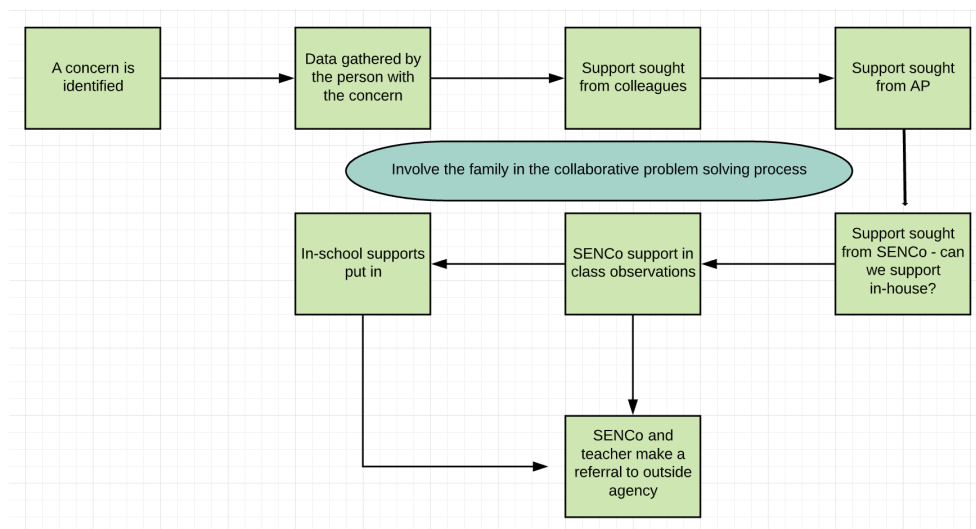 A concern is
identified
Data gathered by
the person with
the concern
Support sought
from colleagues
Support sought
from AP
Involve the family in the collaborative problem solving process
In-school supports
put in
SENCo support in
class observations
Support sought
from SENCo - can
we support
in-house?
SENCo and
teacher make a
referral to outside
agency